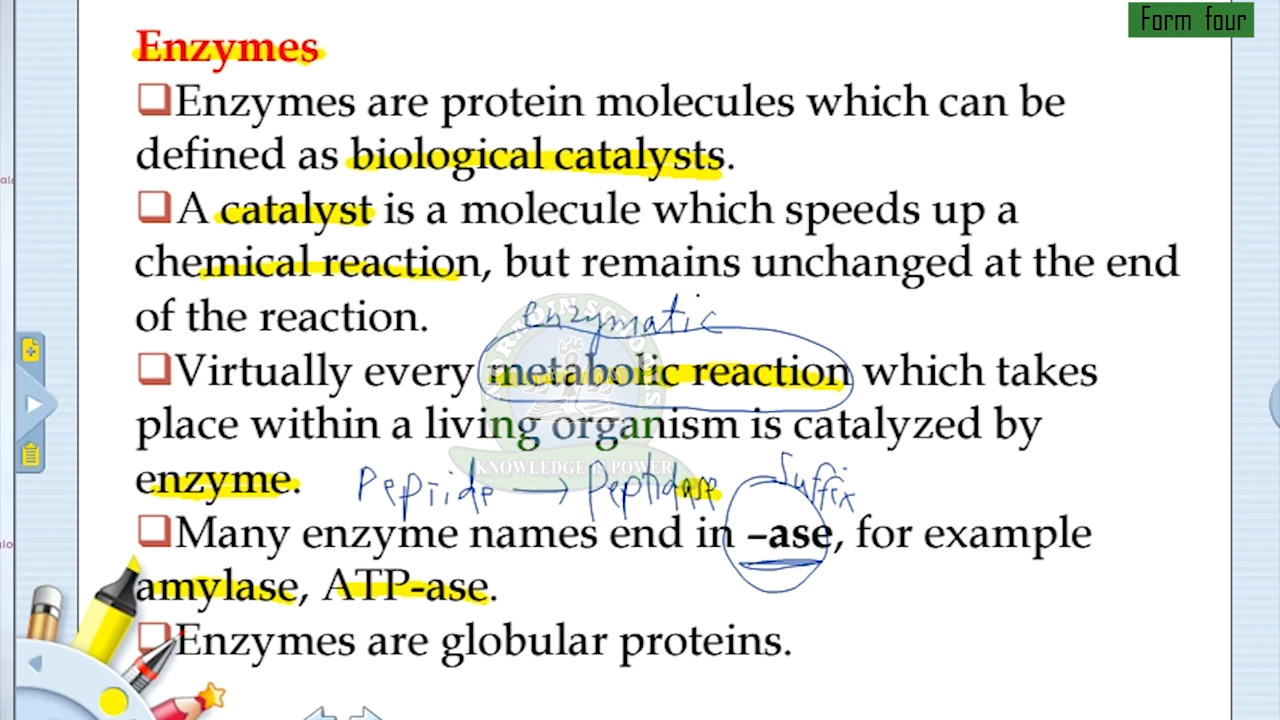 Form four
Enzymes
❑Enzymes are protein molecules which can be
defined as biological catalysts.
❑A catalyst is a molecule which speeds up a
chemical reaction, but remains unchanged at the end
of the reaction.
enzymatic
❑Virtually every metabolic reaction which takes
place within a living organism is catalyzed by
enzyme.
KNOWLEDGE IS POWER
Peptide → Peptidase
Suffix
❑Many enzyme names end in –ase, for example
amylase, ATP-ase.
❑Enzymes are globular proteins.